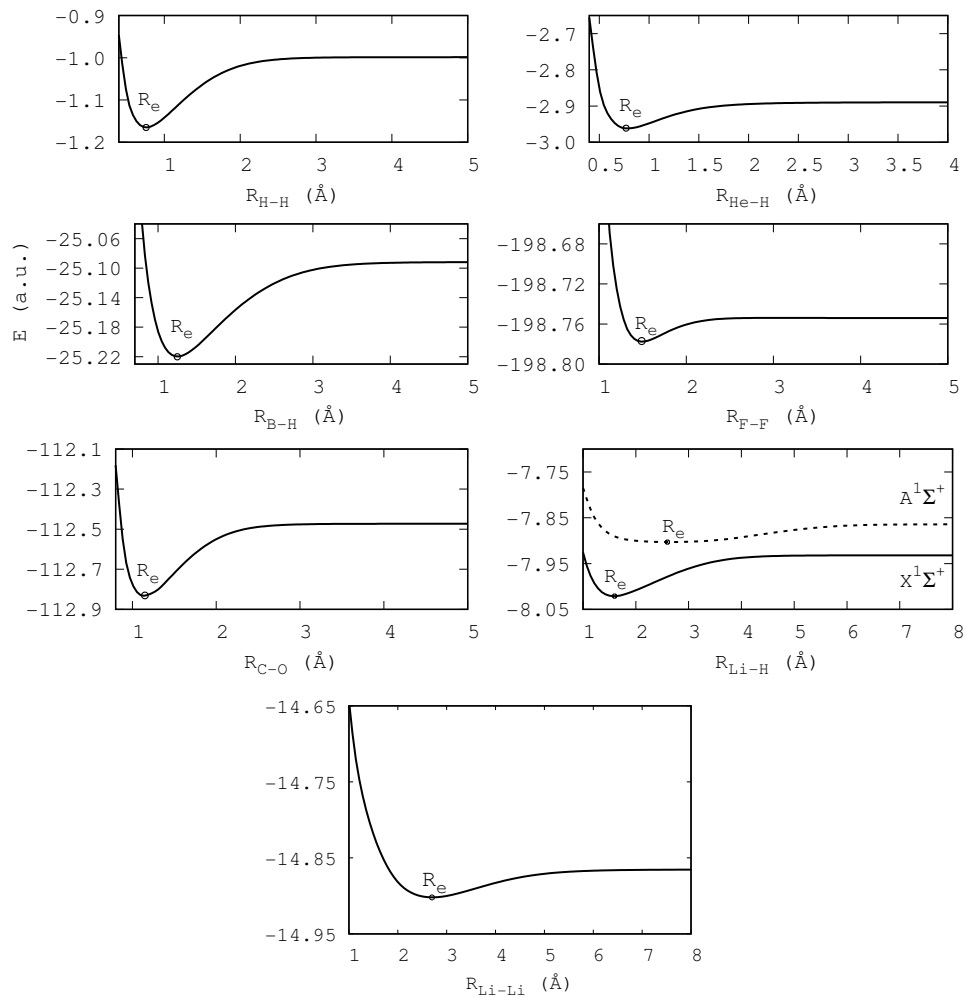 −0.9
−1.0
−1.1
−1.2
R_e
1 2 3 4 5
R_H−H (Å)
−2.7
−2.8
−2.9
−3.0
R_e
0.5 1 1.5 2 2.5 3 3.5 4
R_He−H (Å)
E (a.u.)
−25.06
−25.10
−25.14
−25.18
−25.22
R_e
1 2 3 4 5
R_B−H (Å)
−198.68
−198.72
−198.76
−198.80
R_e
1 2 3 4 5
R_F−F (Å)
−112.1
−112.3
−112.5
−112.7
−112.9
R_e
1 2 3 4 5
R_C−O (Å)
−7.75
−7.85
−7.95
−8.05
A¹Σ⁺
R_e
X¹Σ⁺
R_e
1 2 3 4 5 6 7 8
R_Li−H (Å)
−14.65
−14.75
−14.85
−14.95
R_e
1 2 3 4 5 6 7 8
R_Li−Li (Å)